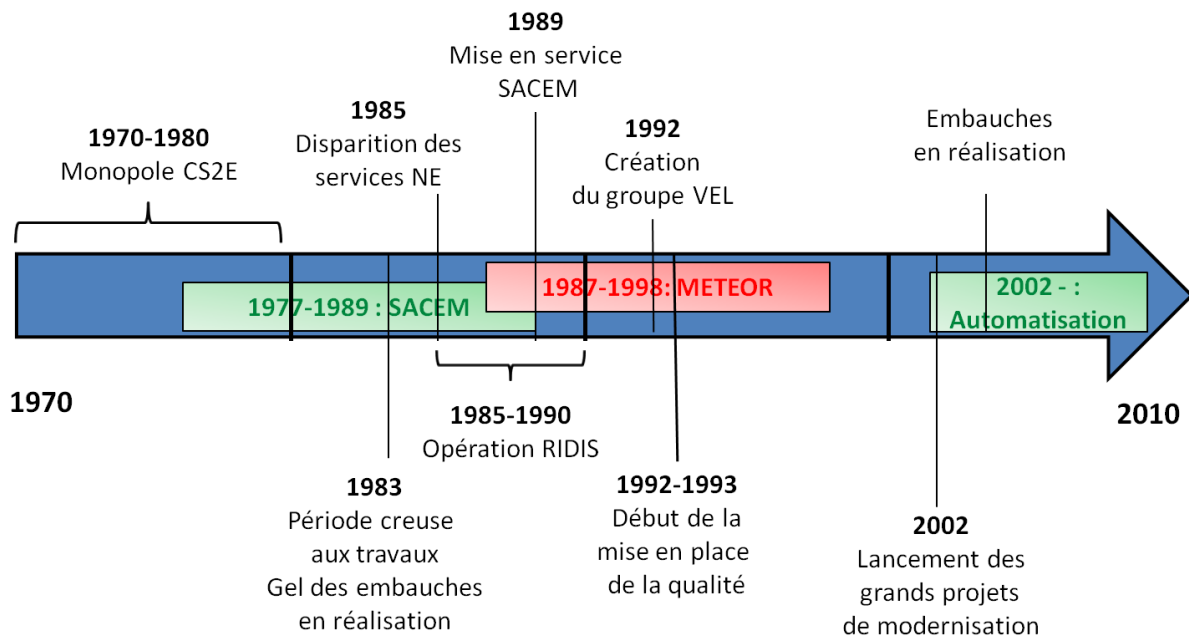 1989
Mise en service
SACEM
1985
Disparition des
services NE
1970-1980
Monopole CS2E
1992
Création
du groupe VEL
Embauches
en réalisation
1977-1989 : SACEM
1987-1998: METEOR
2002 - :
Automatisation
1970
2010
1985-1990
Opération RIDIS
1983
Période creuse
aux travaux
Gel des embauches
en réalisation
1992-1993
Début de la
mise en place
de la qualité
2002
Lancement des
grands projets
de modernisation